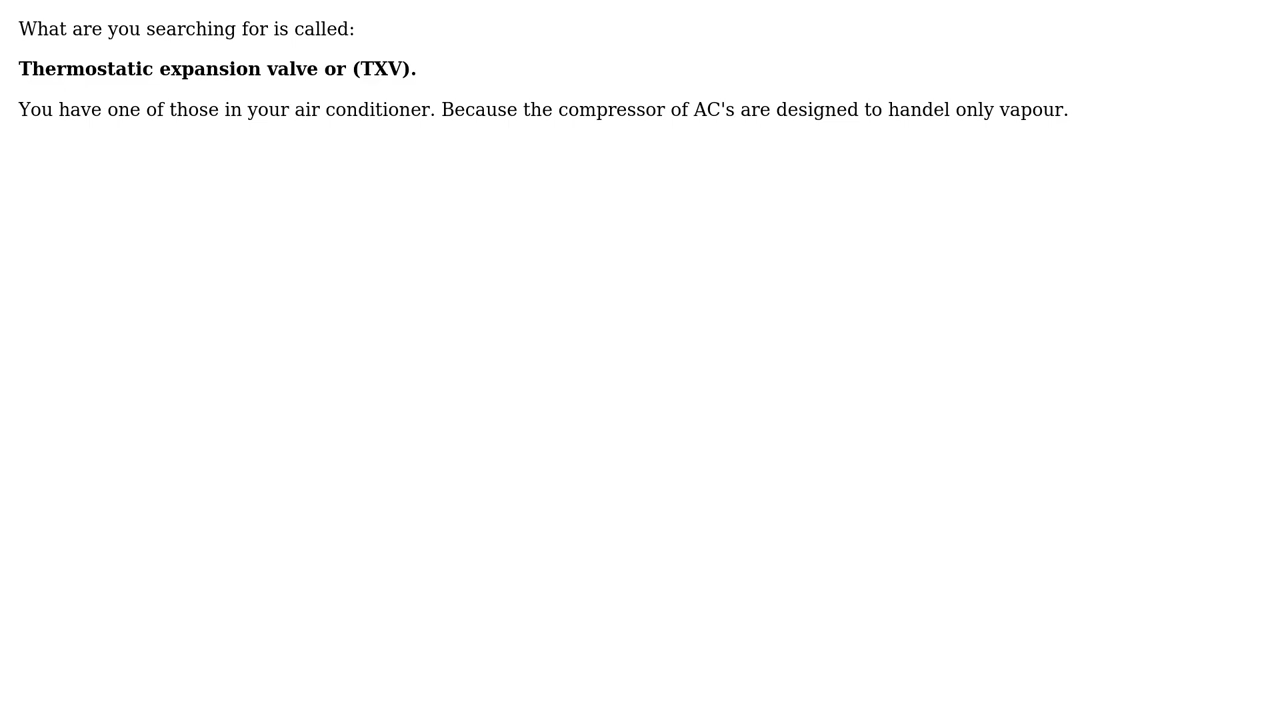 What are you searching for is called:
Thermostatic expansion valve or (TXV).
You have one of those in your air conditioner. Because the compressor of AC's are designed to handel only vapour.